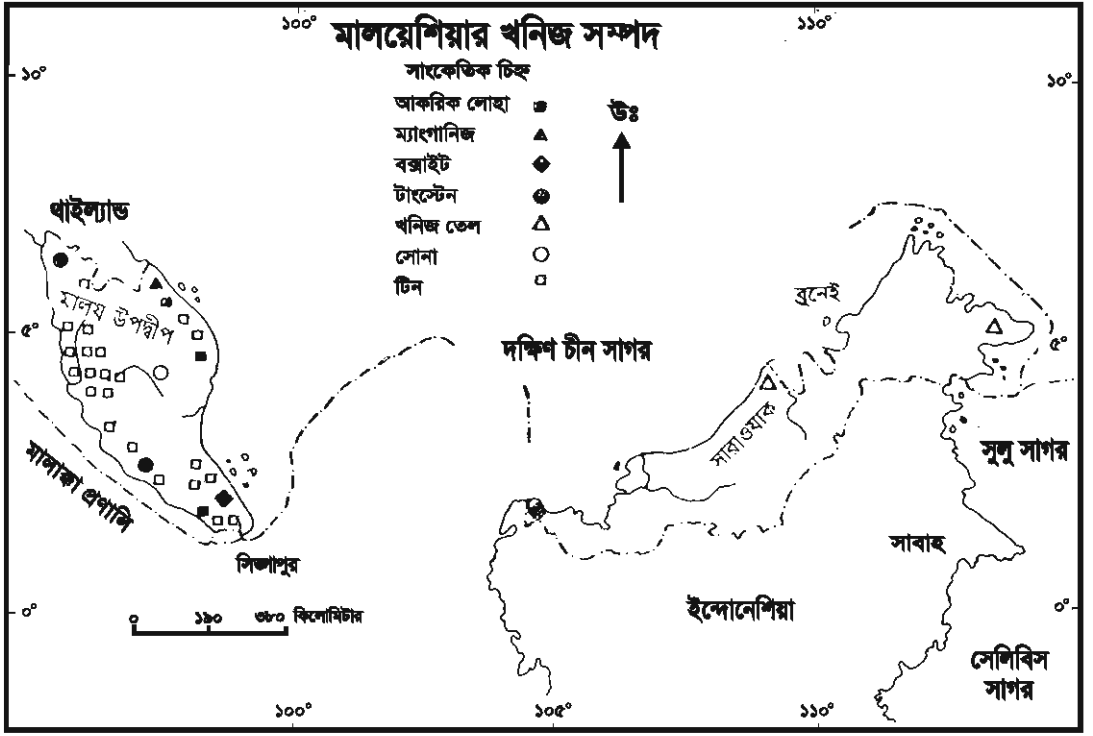 ১০০°
১১০°
মালয়েশিয়ার খনিজ সম্পদ
১০°
১০°
সাংকেতিক চিহ্ন
আকরিক লোহা
ম্যাংগানিজ
বক্সাইট
টাংস্টেন
খনিজ তেল
সোনা
টিন
উঃ
থাইল্যান্ড
মালয় উপদ্বীপ
ব্রুনেই
৫°
৫°
দক্ষিণ চীন সাগর
সারাওয়াক
সুলু সাগর
মালাক্কা প্রণালি
সাবাহ
সিঙ্গাপুর
০°
০°
০ ১৯০ ৩৮০ কিলোমিটার
ইন্দোনেশিয়া
সেলিবিস
সাগর
১০০°
১০৫°
১১০°